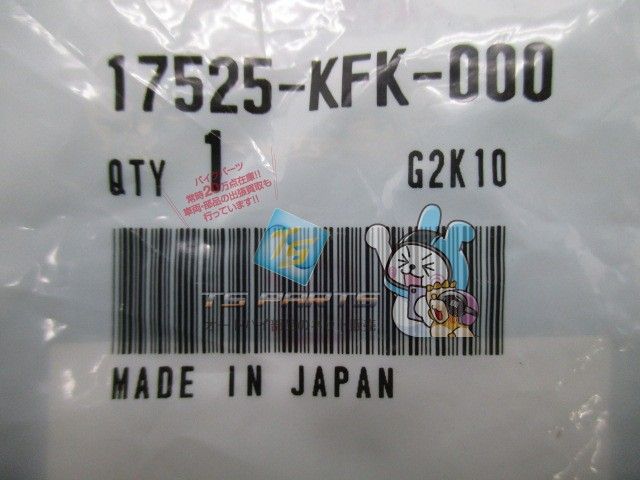 17525-KFK-000
QTY 1 G2K10
バイクパーツ
常時20万点在庫!!
車両・部品の出張買取も
行っています!!
TS
TS PARTS
MADE IN JAPAN